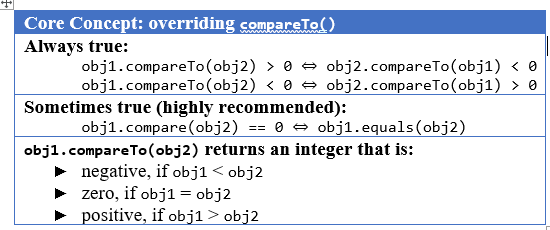 Core Concept: overriding compareTo()
Always true:
obj1.compareTo(obj2) > 0 ⇔ obj2.compareTo(obj1) < 0
obj1.compareTo(obj2) < 0 ⇔ obj2.compareTo(obj1) > 0
Sometimes true (highly recommended):
obj1.compare(obj2) == 0 ⇔ obj1.equals(obj2)
obj1.compareTo(obj2) returns an integer that is:
► negative, if obj1 < obj2
► zero, if obj1 = obj2
► positive, if obj1 > obj2